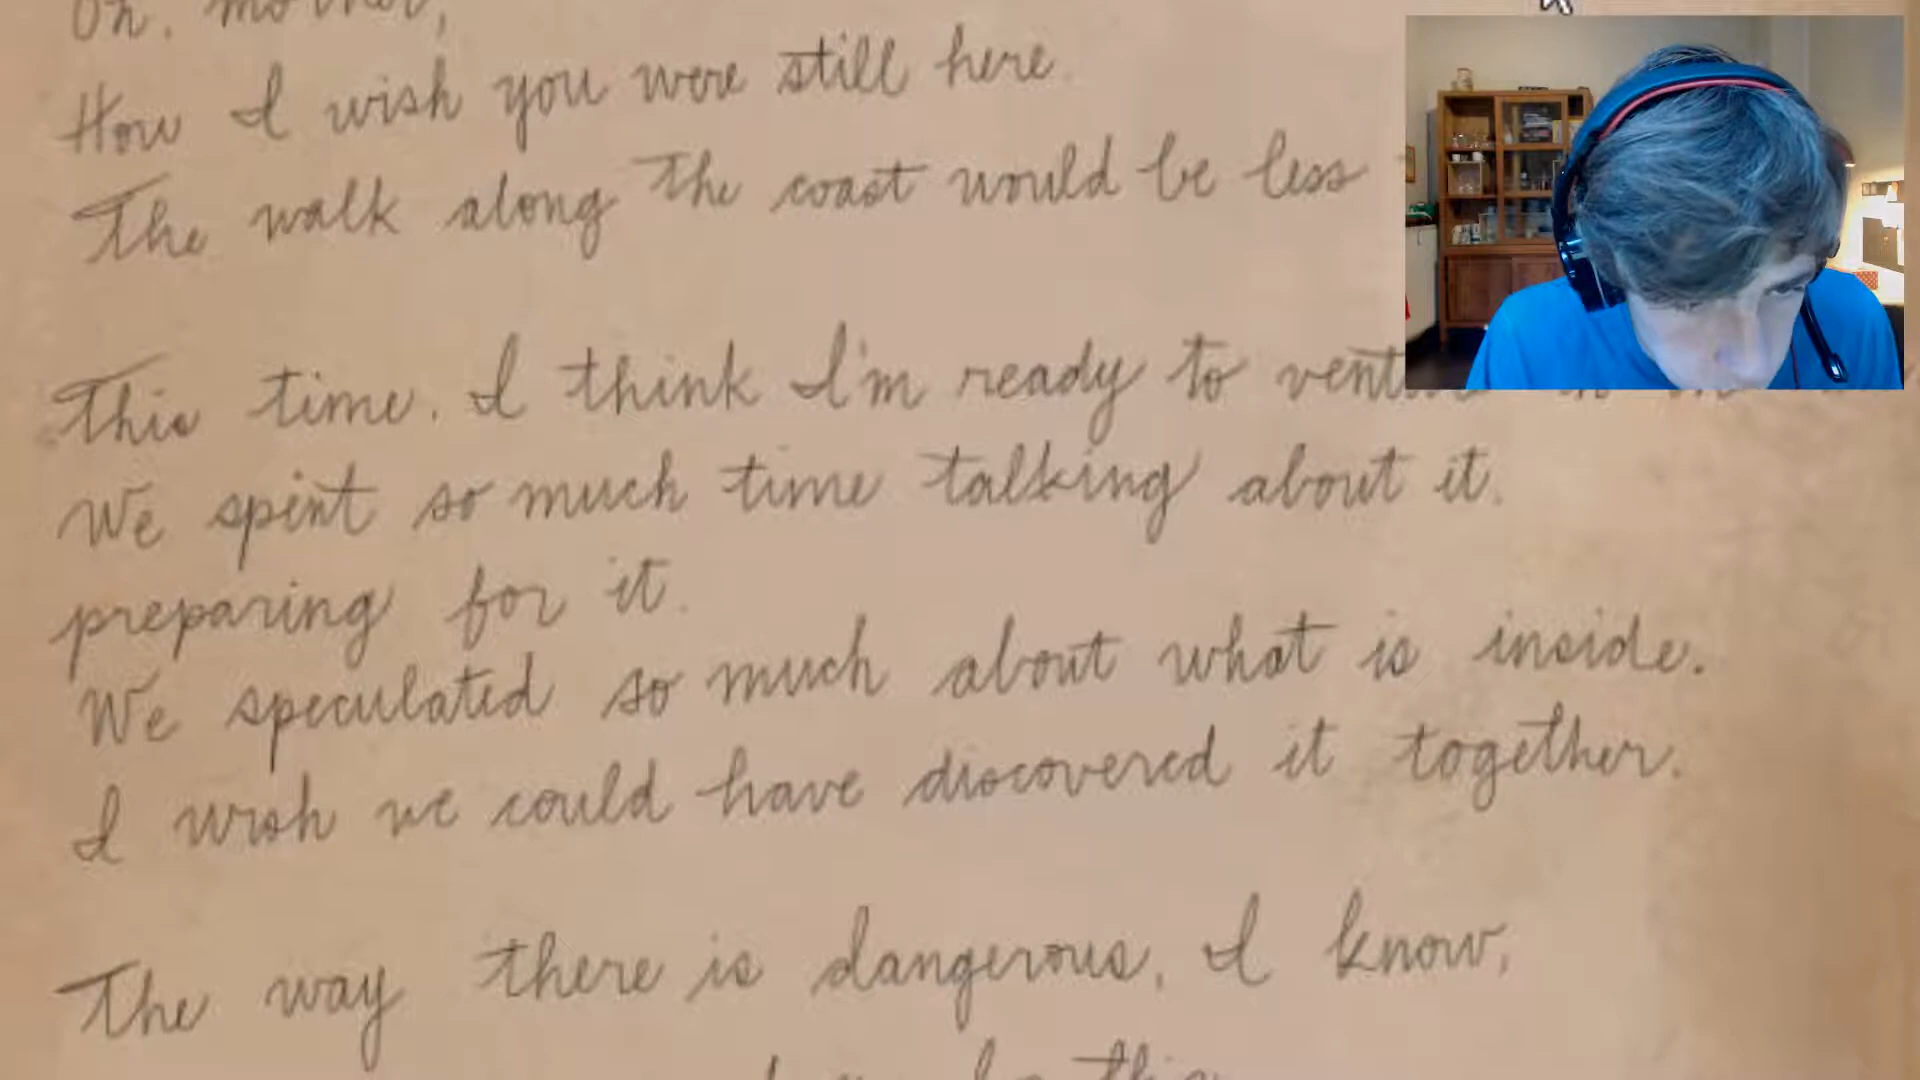 Oh, mother,
How I wish you were still here.
The walk along the coast would be less
This time, I think I'm ready to
We spent so much time talking about it.
preparing for it.
We speculated so much about what is inside.
I wish we could have discovered it together.
The way there is dangerous, I know,